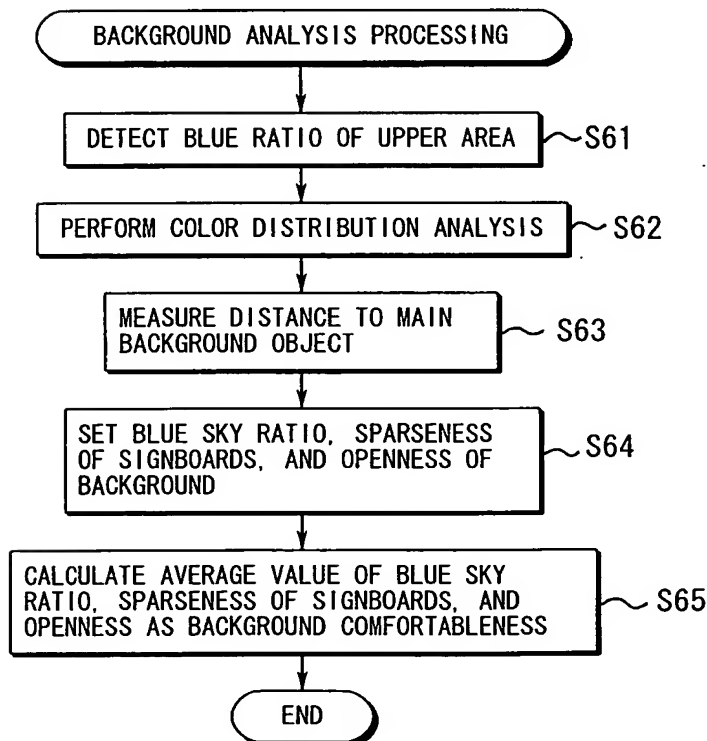 BACKGROUND ANALYSIS PROCESSING
DETECT BLUE RATIO OF UPPER AREA
S61
PERFORM COLOR DISTRIBUTION ANALYSIS
S62
MEASURE DISTANCE TO MAIN
BACKGROUND OBJECT
S63
SET BLUE SKY RATIO, SPARSENESS
OF SIGNBOARDS, AND OPENNESS OF
BACKGROUND
S64
CALCULATE AVERAGE VALUE OF BLUE SKY
RATIO, SPARSENESS OF SIGNBOARDS, AND
OPENNESS AS BACKGROUND COMFORTABLENESS
S65
END